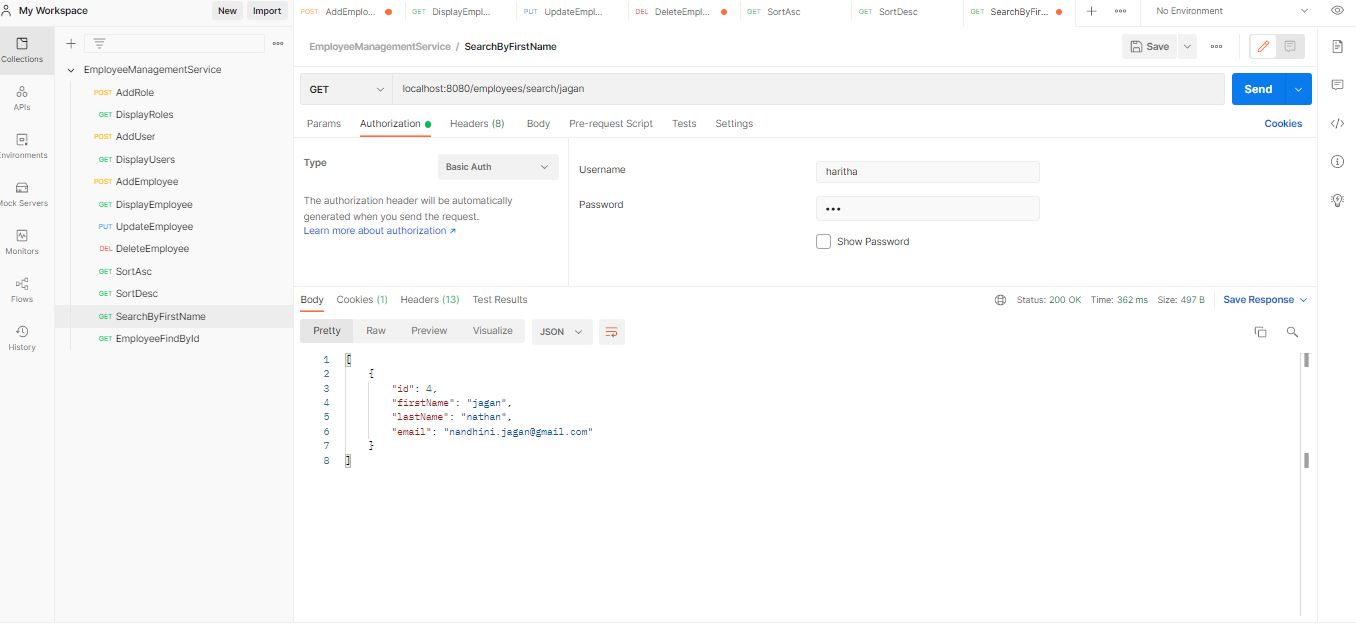 My Workspace New Import
POST AddEmplo... GET DisplayEmpl... PUT UpdateEmpl... DEL DeleteEmpl... GET SortAsc GET SortDesc GET SearchByFir... + ooo No Environment
Collections
APIs
nvironments
Mock Servers
Monitors
Flows
History
EmployeeManagementService
POST AddRole
GET DisplayRoles
POST AddUser
GET DisplayUsers
POST AddEmployee
GET DisplayEmployee
PUT UpdateEmployee
DEL DeleteEmployee
GET SortAsc
GET SortDesc
GET SearchByFirstName
GET EmployeeFindById
EmployeeManagementService / SearchByFirstName Save
GET localhost:8080/employees/search/jagan Send
Params Authorization Headers (8) Body Pre-request Script Tests Settings Cookies
Type Basic Auth
The authorization header will be automatically
generated when you send the request.
Learn more about authorization ↗
Username haritha
Password •••
Show Password
Body Cookies (1) Headers (13) Test Results Status: 200 OK Time: 362 ms Size: 497 B Save Response
Pretty Raw Preview Visualize JSON
1 [
2 {
3 "id": 4,
4 "firstName": "jagan",
5 "lastName": "nathan",
6 "email": "nandhini.jagan@gmail.com"
7 }
8 ]